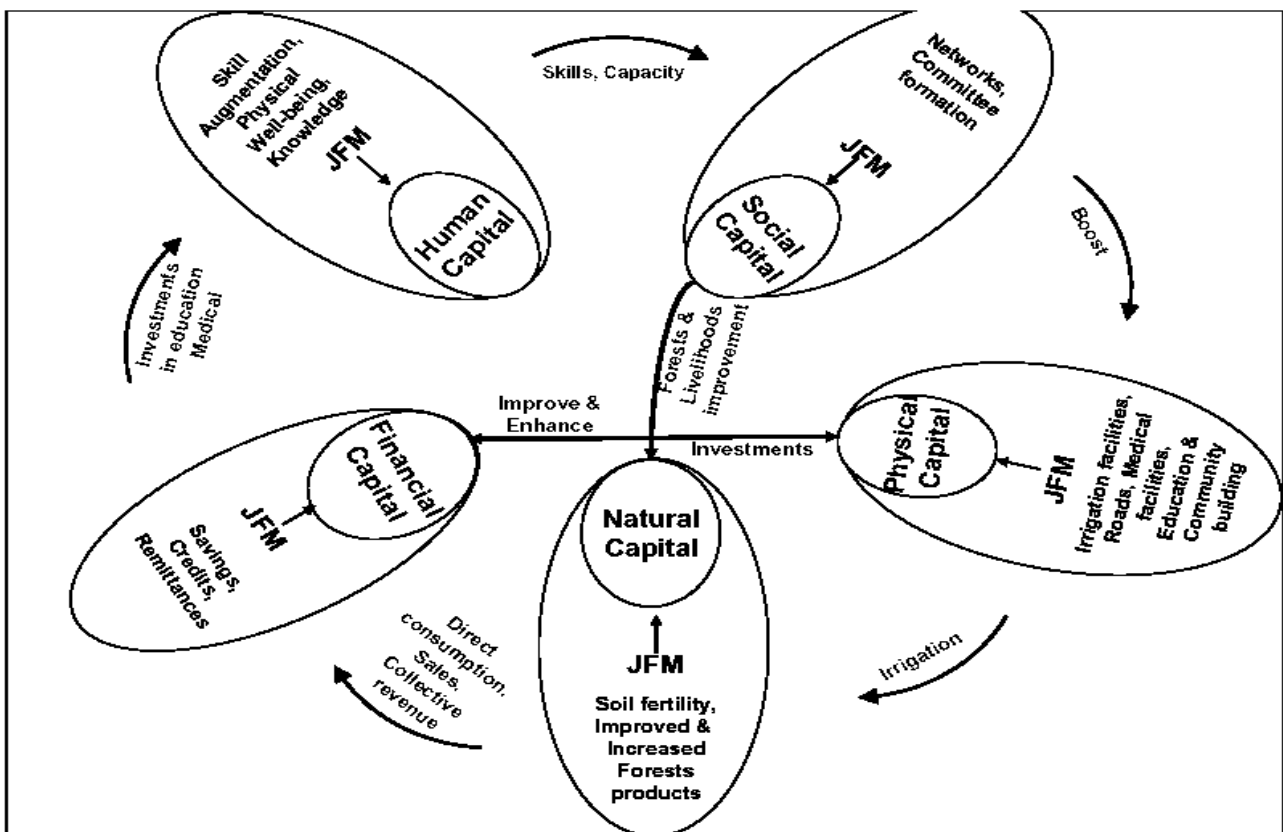 Skill
Augmentation,
Physical
Well-being,
Knowledge
JFM
Human
Capital
Skills, Capacity
Networks,
Committee
formation
JFM
Social
Capital
Boost
Investments
in education
Medical
Forests &
Livelihoods
improvement
Improve &
Enhance
Investments
Financial
Capital
JFM
Savings,
Credits,
Remittances
Physical
Capital
JFM
Irrigation facilities,
Roads, Medical
facilities,
Education &
Community
building
Natural
Capital
JFM
Soil fertility,
Improved &
Increased
Forests
products
Direct
consumption,
Sales,
Collective
revenue
Irrigation